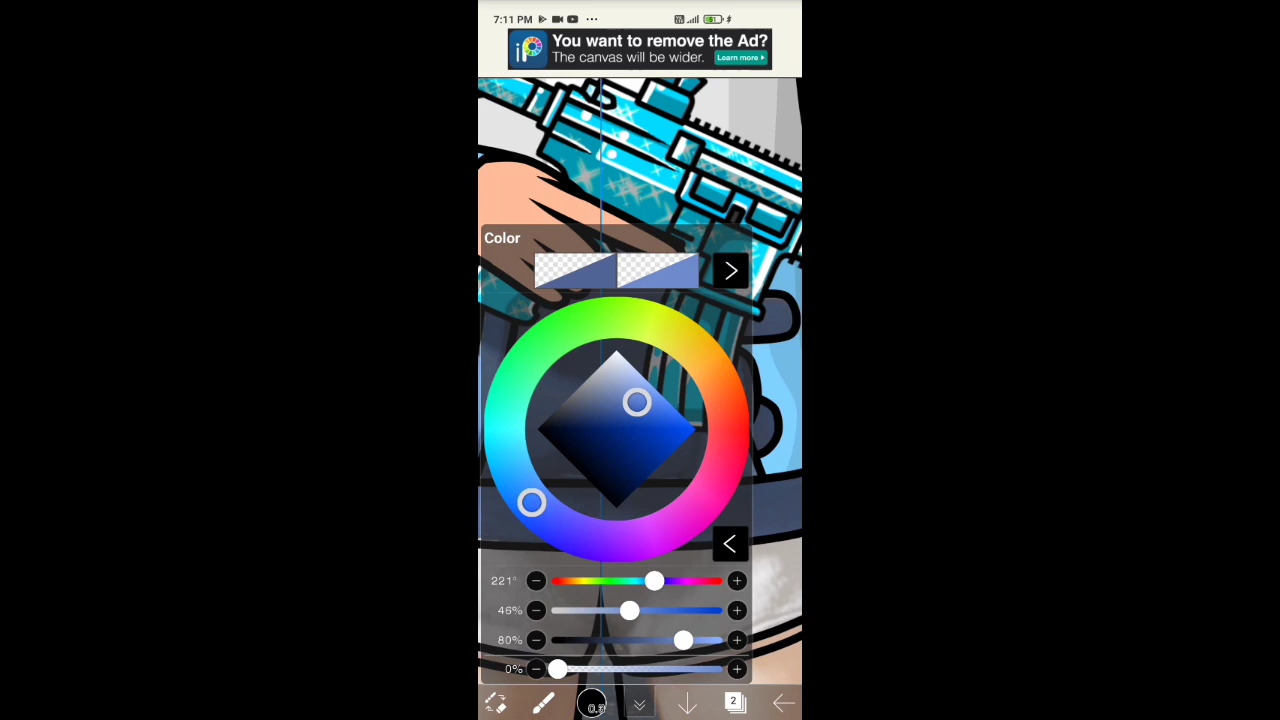 7:11 PM
You want to remove the Ad?
The canvas will be wider.
Learn more
Color
221°
46%
80%
0%
2